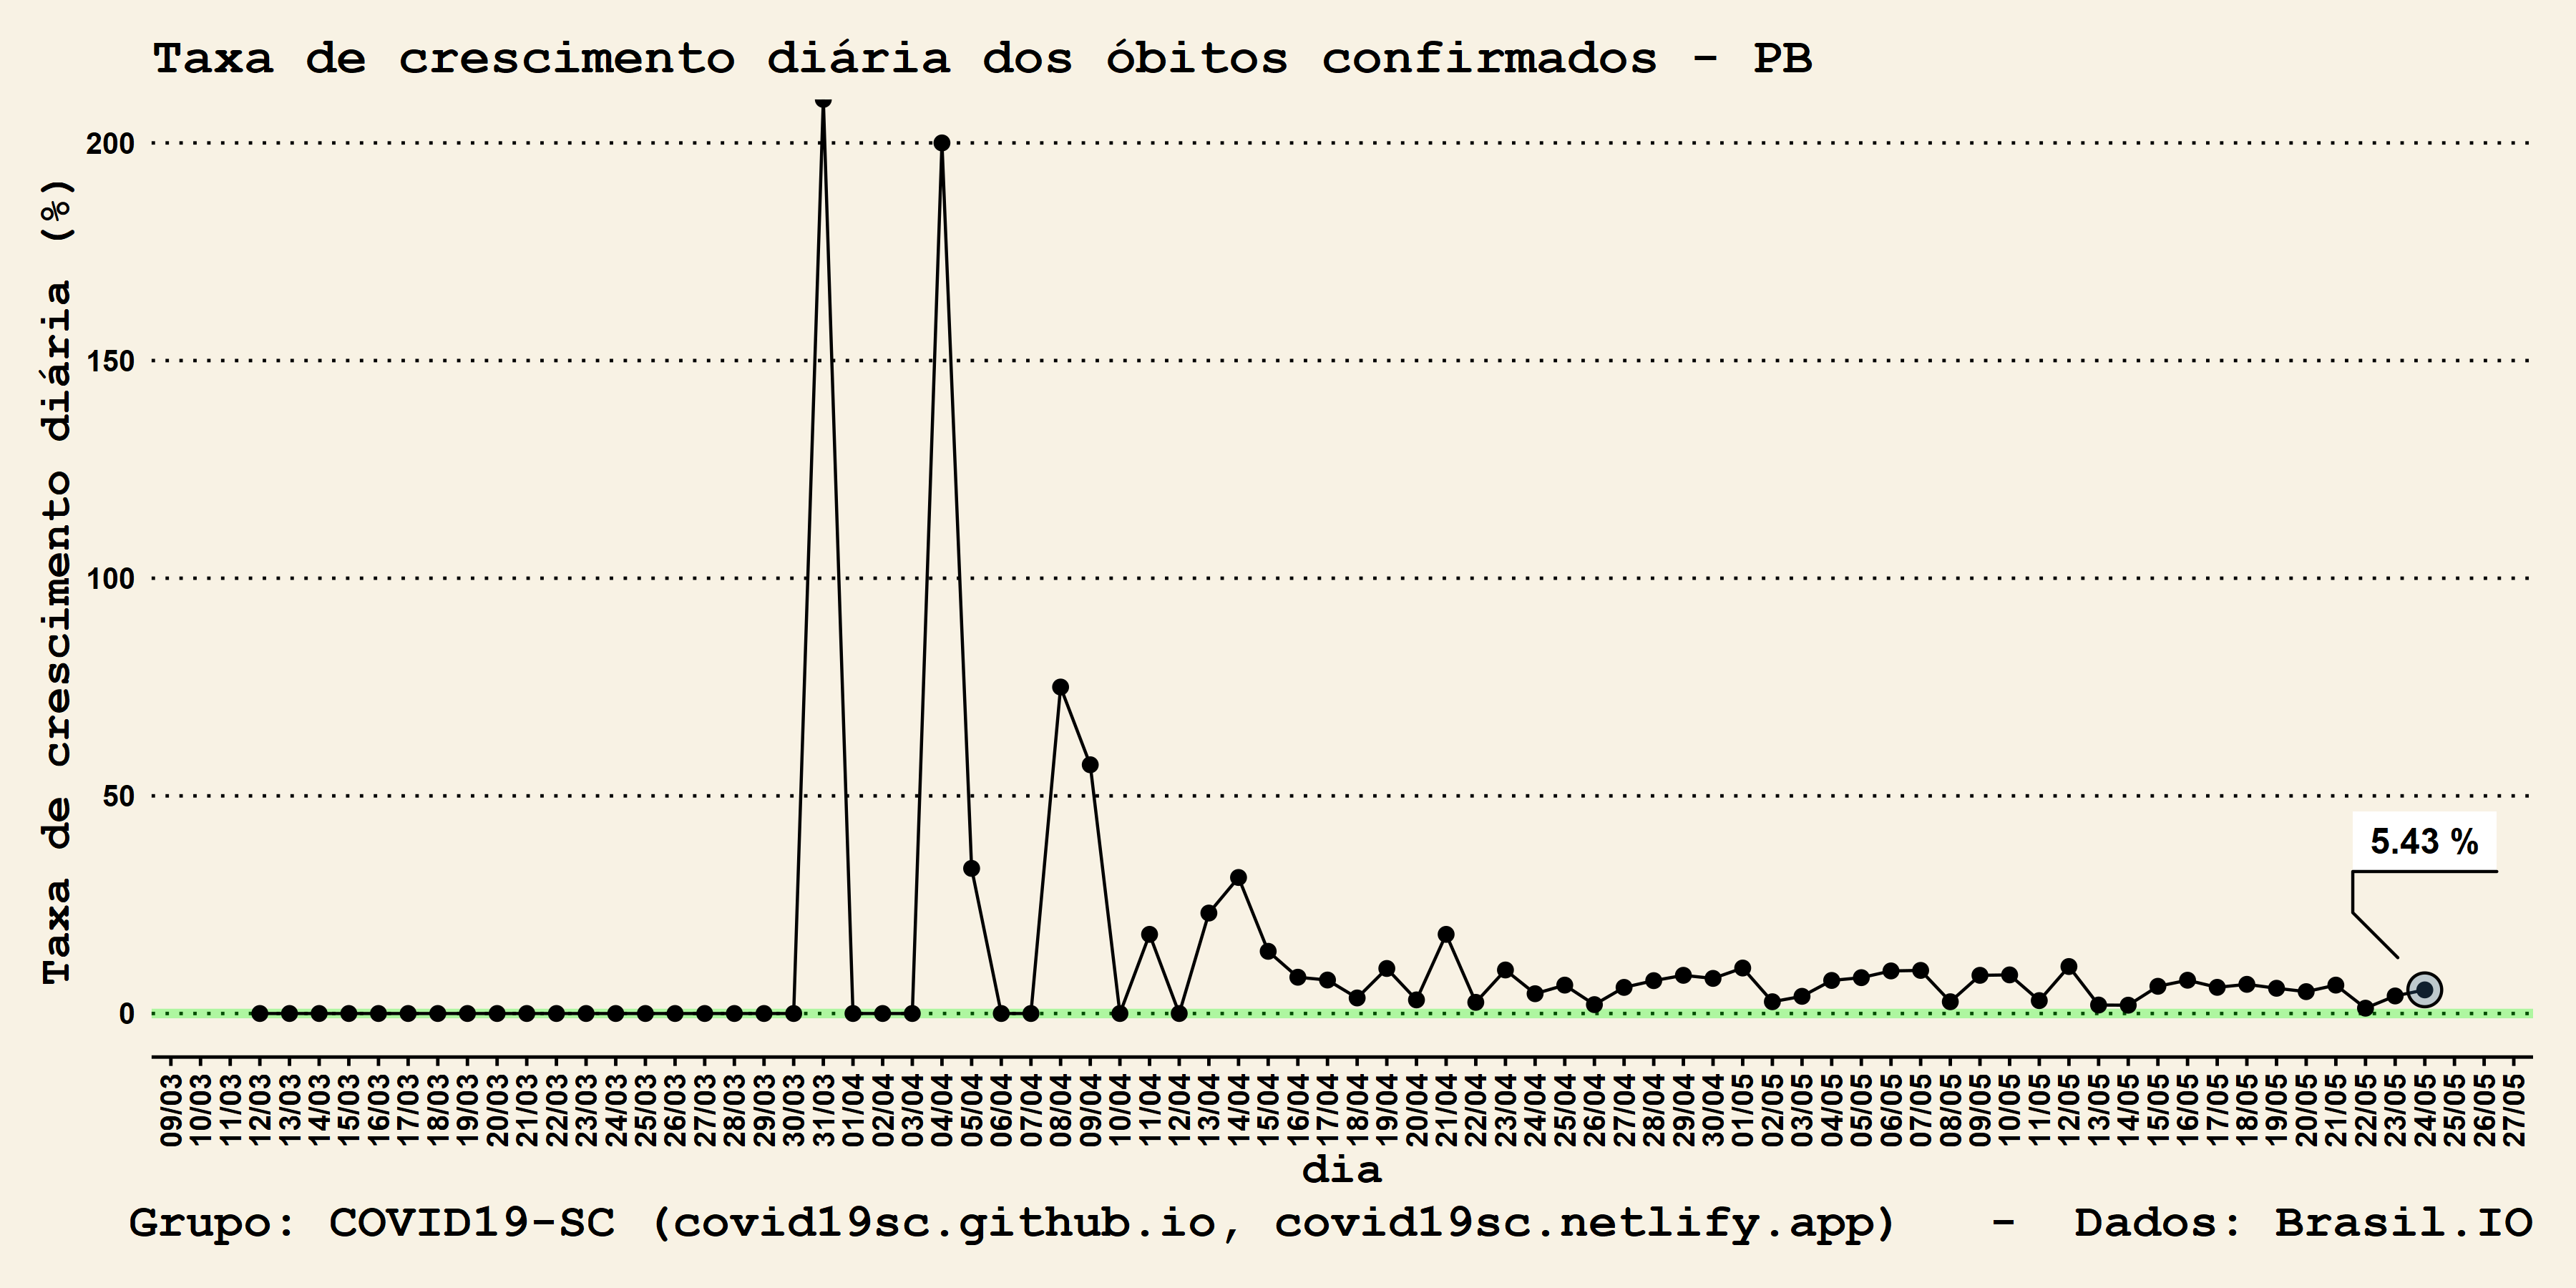 Taxa de crescimento diária dos óbitos confirmados - PB
Taxa de crescimento diária (%)
200
150
100
50
0
5.43 %
09/03 10/03 11/03 12/03 13/03 14/03 15/03 16/03 17/03 18/03 19/03 20/03 21/03 22/03 23/03 24/03 25/03 26/03 27/03 28/03 29/03 30/03 31/03 01/04 02/04 03/04 04/04 05/04 06/04 07/04 08/04 09/04 10/04 11/04 12/04 13/04 14/04 15/04 16/04 17/04 18/04 19/04 20/04 21/04 22/04 23/04 24/04 25/04 26/04 27/04 28/04 29/04 30/04 01/05 02/05 03/05 04/05 05/05 06/05 07/05 08/05 09/05 10/05 11/05 12/05 13/05 14/05 15/05 16/05 17/05 18/05 19/05 20/05 21/05 22/05 23/05 24/05 25/05 26/05 27/05
dia
Grupo: COVID19-SC (covid19sc.github.io, covid19sc.netlify.app) - Dados: Brasil.IO